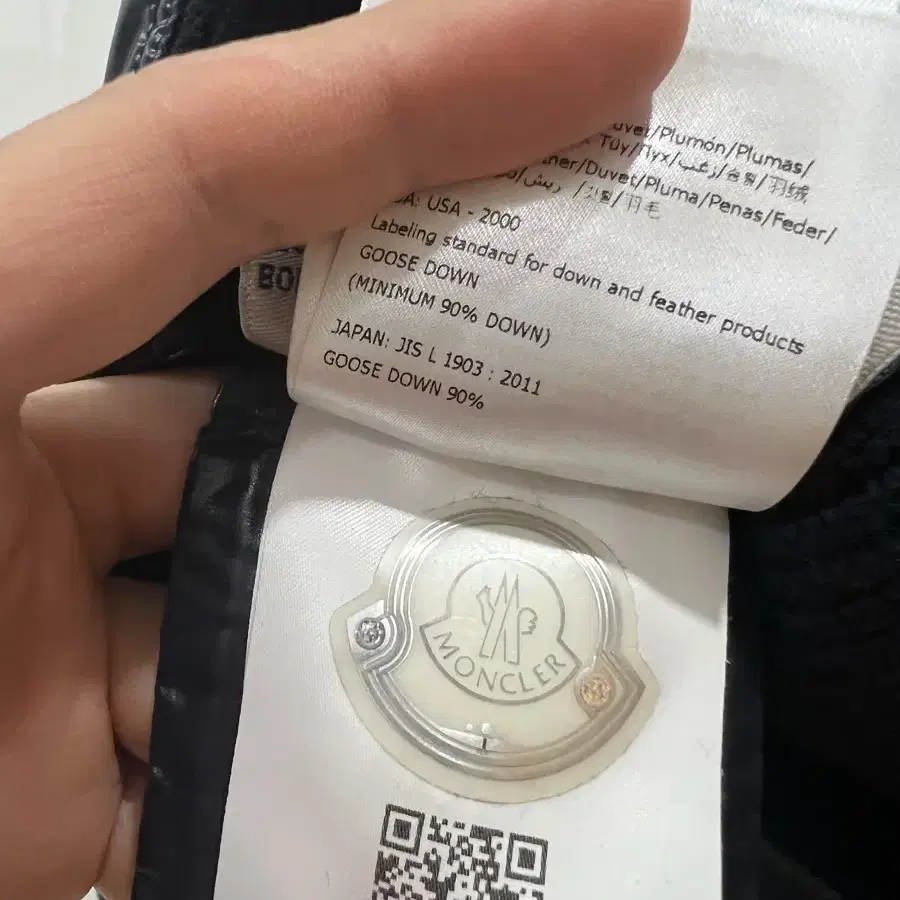 /Plumón/Plumas/
Tüy/Пух/زغب/솜털/羽绒
/Duvet/Pluma/Penas/Feder/
/ریش/깃털/羽毛
USA - 2000
Labeling standard for down and feather products
GOOSE DOWN
(MINIMUM 90% DOWN)
JAPAN: JIS L 1903 : 2011
GOOSE DOWN 90%
MONCLER